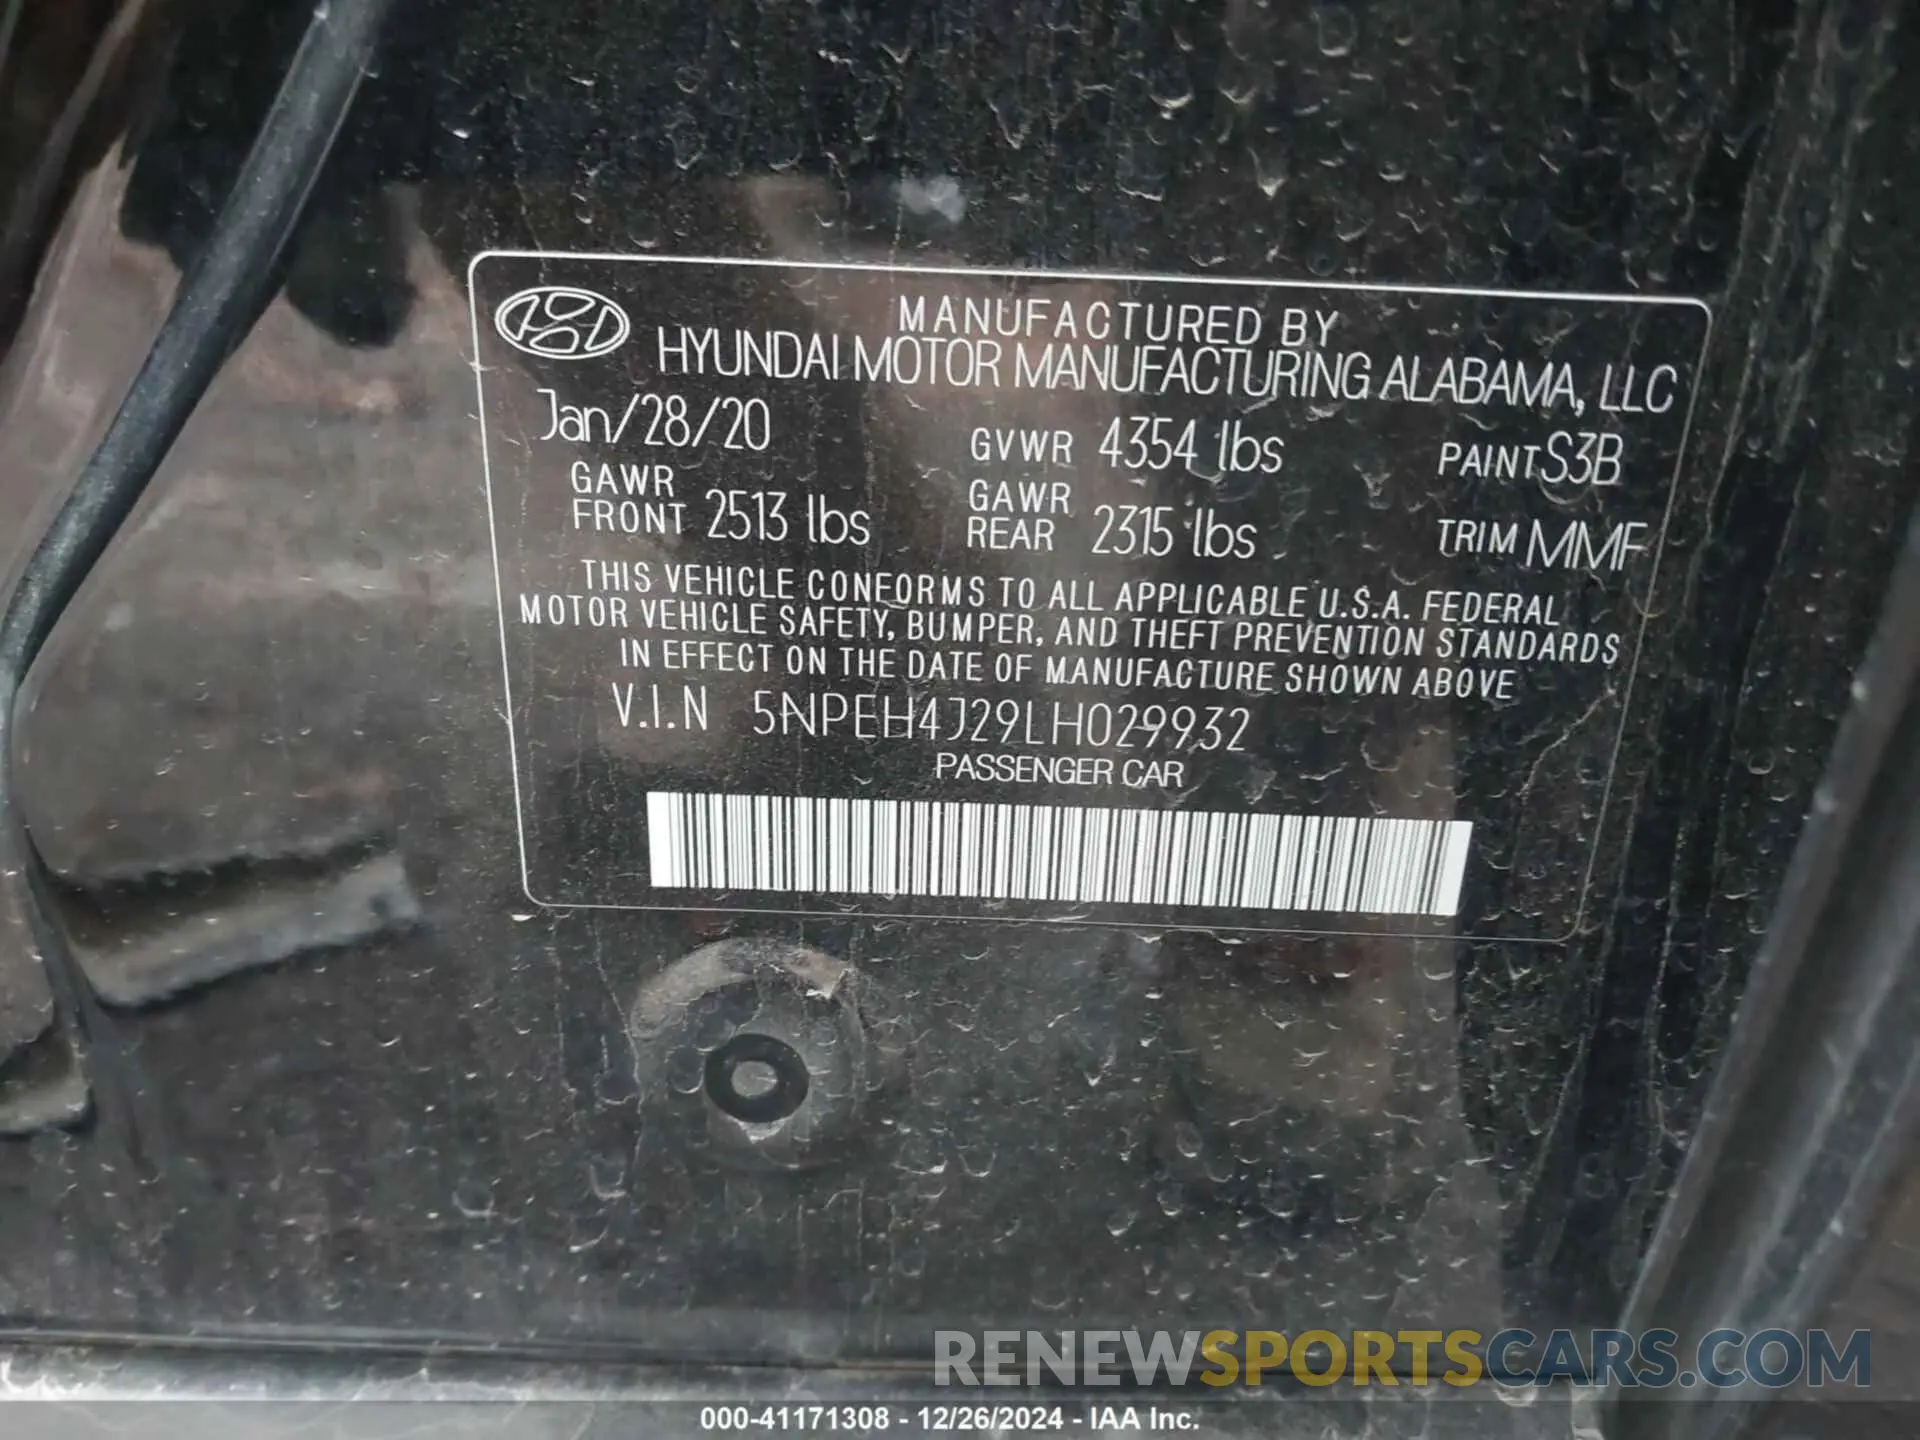 MANUFACTURED BY
HYUNDAI MOTOR MANUFACTURING ALABAMA, LLC
Jan/28/20 GVWR 4354 lbs PAINT S3B
GAWR FRONT 2513 lbs GAWR REAR 2315 lbs TRIM MMF
THIS VEHICLE CONFORMS TO ALL APPLICABLE U.S.A. FEDERAL
MOTOR VEHICLE SAFETY, BUMPER, AND THEFT PREVENTION STANDARDS
IN EFFECT ON THE DATE OF MANUFACTURE SHOWN ABOVE
V.I.N 5NPEH4J29LH029932
PASSENGER CAR
RENEWSPORTSCARS.COM
000-41171308 - 12/26/2024 - IAA Inc.